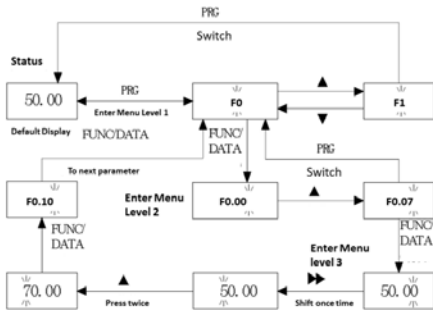 PRG
Switch
Status
50.00
PRG
Enter Menu Level 1
F0
F1
Default Display
FUNC/DATA
FUNC/
DATA
PRG
To next parameter
Switch
F0.10
Enter Menu
Level 2
F0.00
F0.07
FUNC/
DATA
Enter Menu
level 3
FUNC/
DATA
70.00
Press twice
50.00
Shift once time
50.00